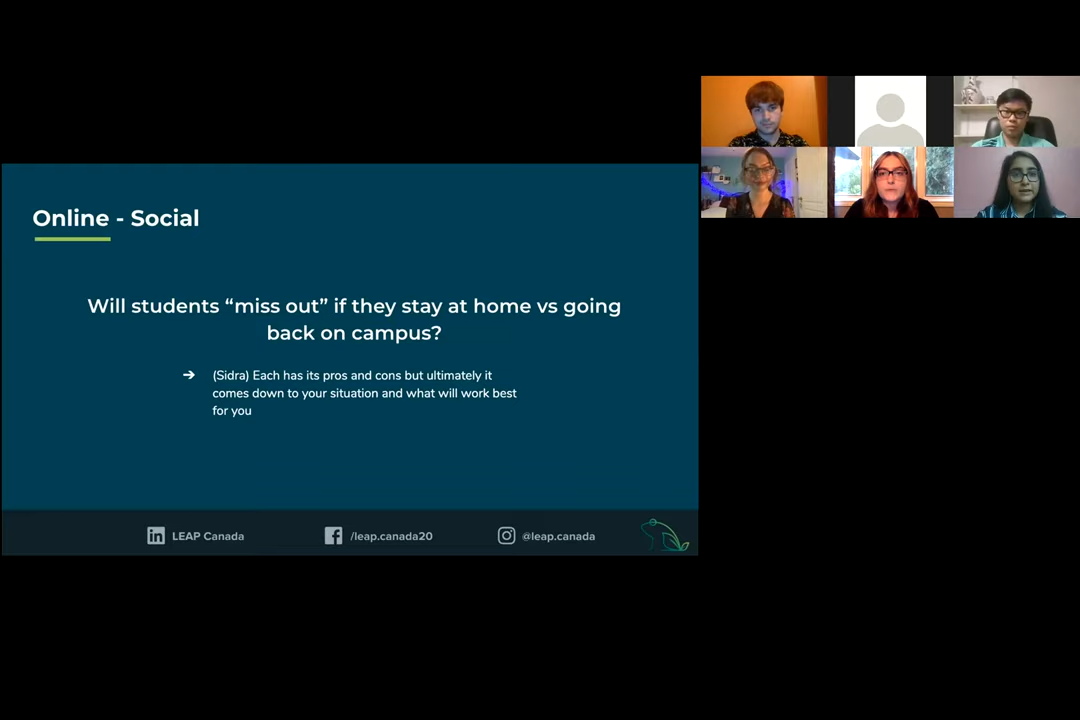 Online - Social
Will students “miss out” if they stay at home vs going
back on campus?
➔ (Sidra) Each has its pros and cons but ultimately it
comes down to your situation and what will work best
for you
in LEAP Canada
/leap.canada20
@leap.canada